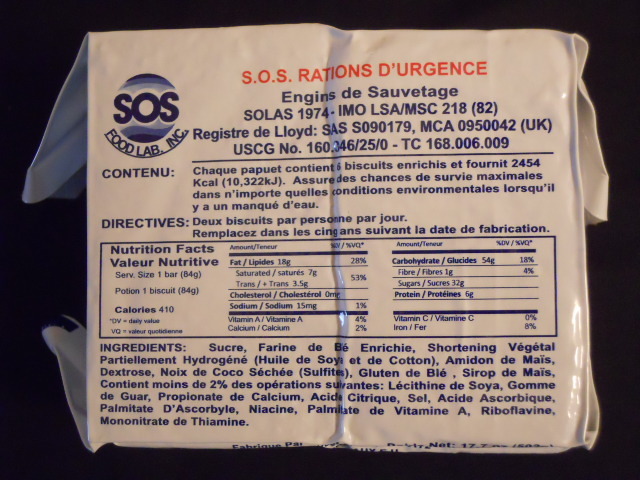 SOS
FOOD LAB. INC.
S.O.S. RATIONS D'URGENCE
Engins de Sauvetage
SOLAS 1974- IMO LSA/MSC 218 (82)
Registre de Lloyd: SAS S090179, MCA 0950042 (UK)
USCG No. 160.046/25/0 - TC 168.006.009
CONTENU: Chaque papuet contient 6 biscuits enrichis et fournit 2454
Kcal (10,322kJ). Assure des chances de survie maximales
dans n'importe quelles conditions environmentales lorsqu'il
y a un manqué d'eau.
DIRECTIVES: Deux biscuits par personne par jour.
Remplacez dans les cinq ans suivant la date de fabrication.
Nutrition Facts
Valeur Nutritive
Serv. Size 1 bar (84g)
Potion 1 biscuit (84g)
Calories 410
*DV = daily value
VQ = valeur quotidienne
Amount/Teneur %DV / %VQ*
Fat / Lipides 18g 28%
Saturated / saturés 7g
Trans / + Trans 3.5g 53%
Cholesterol / Cholestérol 0mg
Sodium / Sodium 15mg 1%
Vitamin A / Vitamine A 4%
Calcium / Calcium 2%
Amount/Teneur %DV / %VQ*
Carbohydrate / Glucides 54g 18%
Fibre / Fibres 1g 4%
Sugars / Sucres 32g
Protein / Protéines 6g
Vitamin C / Vitamine C 0%
Iron / Fer 8%
INGREDIENTS: Sucre, Farine de Blé Enrichie, Shortening Végétal
Partiellement Hydrogéné (Huile de Soya et de Cotton), Amidon de Maïs,
Dextrose, Noix de Coco Séchée (Sulfites), Gluten de Blé , Sirop de Maïs,
Contient moins de 2% des opérations suivantes: Lécithine de Soya, Gomme
de Guar, Propionate de Calcium, Acide Citrique, Sel, Acide Ascorbique,
Palmitate D'Ascorbyle, Niacine, Palmitate de Vitamine A, Riboflavine,
Mononitrate de Thiamine.